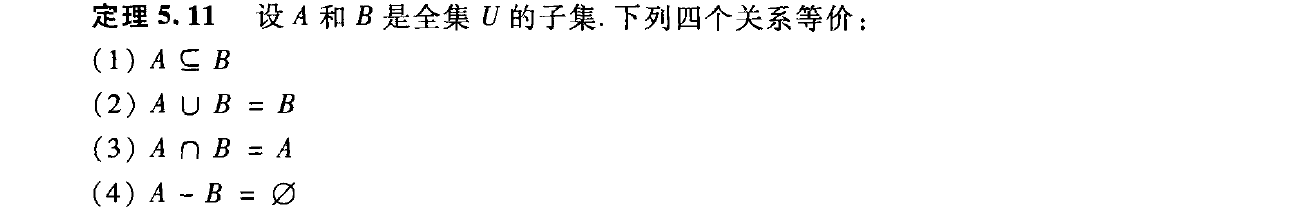 定理 5.11 设 A 和 B 是全集 U 的子集. 下列四个关系等价:
(1) A ⊆ B
(2) A ∪ B = B
(3) A ∩ B = A
(4) A - B = ∅